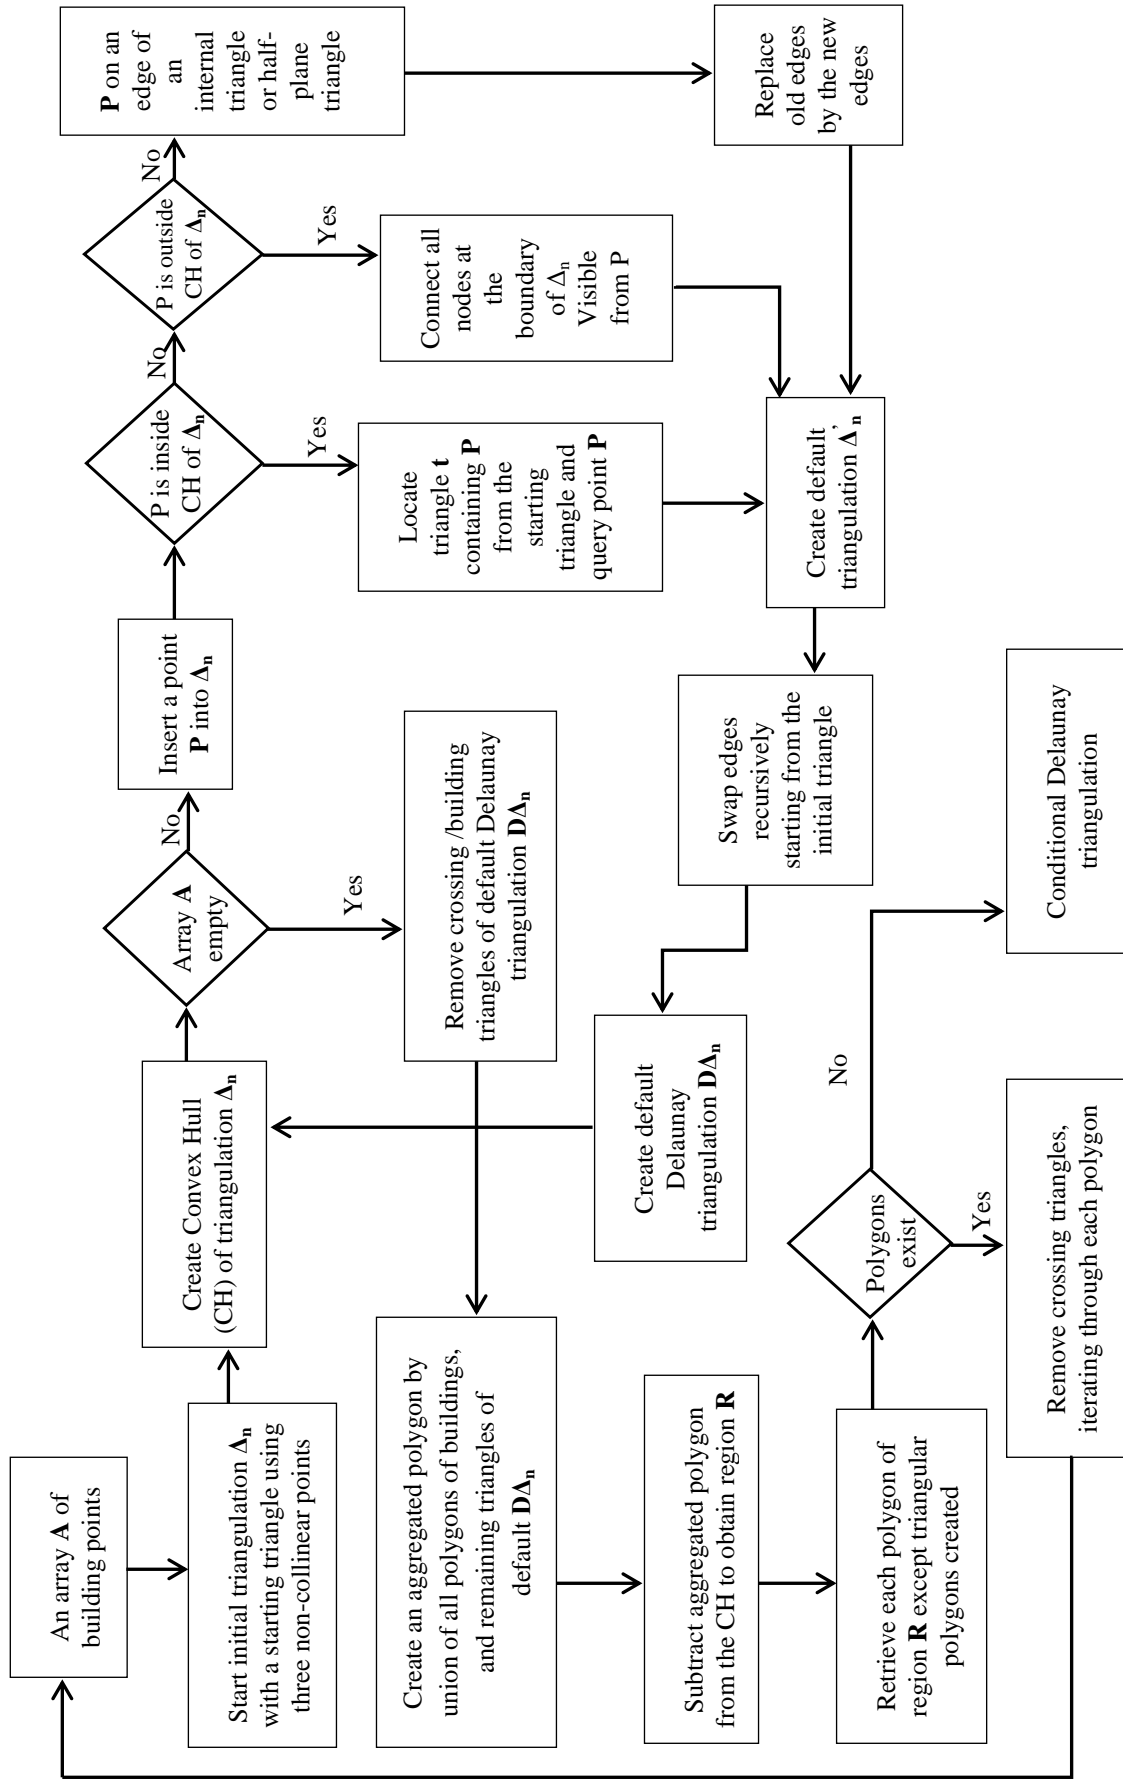 An array A of
building points
Start initial triangulation Δn
with a starting triangle using
three non-collinear points
Create Convex Hull
(CH) of triangulation Δn
Array A
empty
No
Yes
Insert a point
P into Δn
P is inside
CH of Δn
No
Yes
P is outside
CH of Δn
No
Yes
P on an
edge of
an
internal
triangle
or half-
plane
triangle
Replace
old edges
by the new
edges
Connect all
nodes at
the
boundary
of Δn
Visible
from P
Locate
triangle t
containing P
from the
starting
triangle and
query point P
Create default
triangulation Δ'n
Swap edges
recursively
starting from the
initial triangle
Create default
Delaunay
triangulation DΔn
Remove crossing /building
triangles of default Delaunay
triangulation DΔn
Create an aggregated polygon by
union of all polygons of buildings,
and remaining triangles of
default DΔn
Subtract aggregated polygon
from the CH to obtain region R
Retrieve each polygon of
region R except triangular
polygons created
Polygons
exist
No
Yes
Conditional Delaunay
triangulation
Remove crossing triangles,
iterating through each polygon